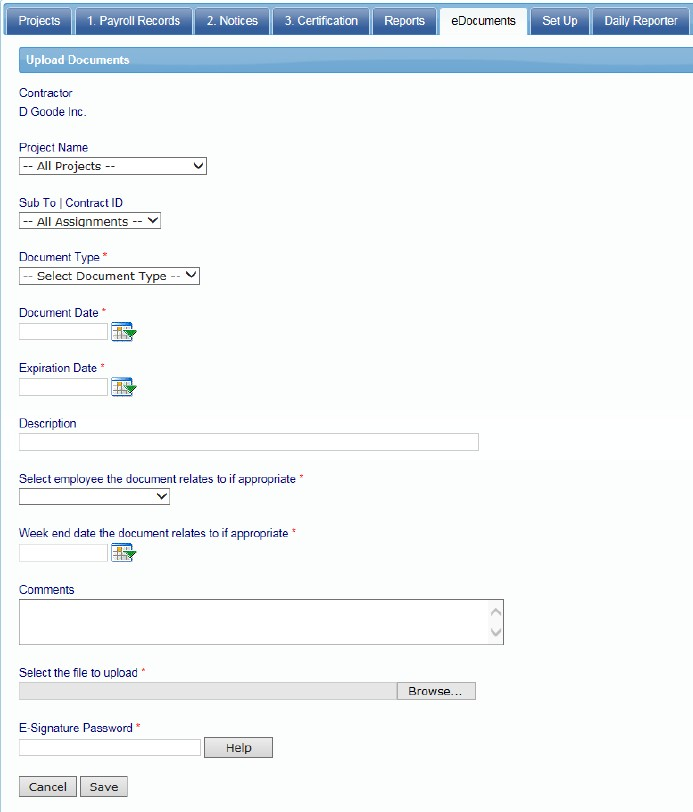 Projects 1. Payroll Records 2. Notices 3. Certification Reports eDocuments Set Up Daily Reporter
Upload Documents
Contractor
D Goode Inc.
Project Name
-- All Projects --
Sub To | Contract ID
-- All Assignments --
Document Type *
-- Select Document Type --
Document Date *
Expiration Date *
Description
Select employee the document relates to if appropriate *
Week end date the document relates to if appropriate *
Comments
Select the file to upload *
Browse...
E-Signature Password *
Help
Cancel Save